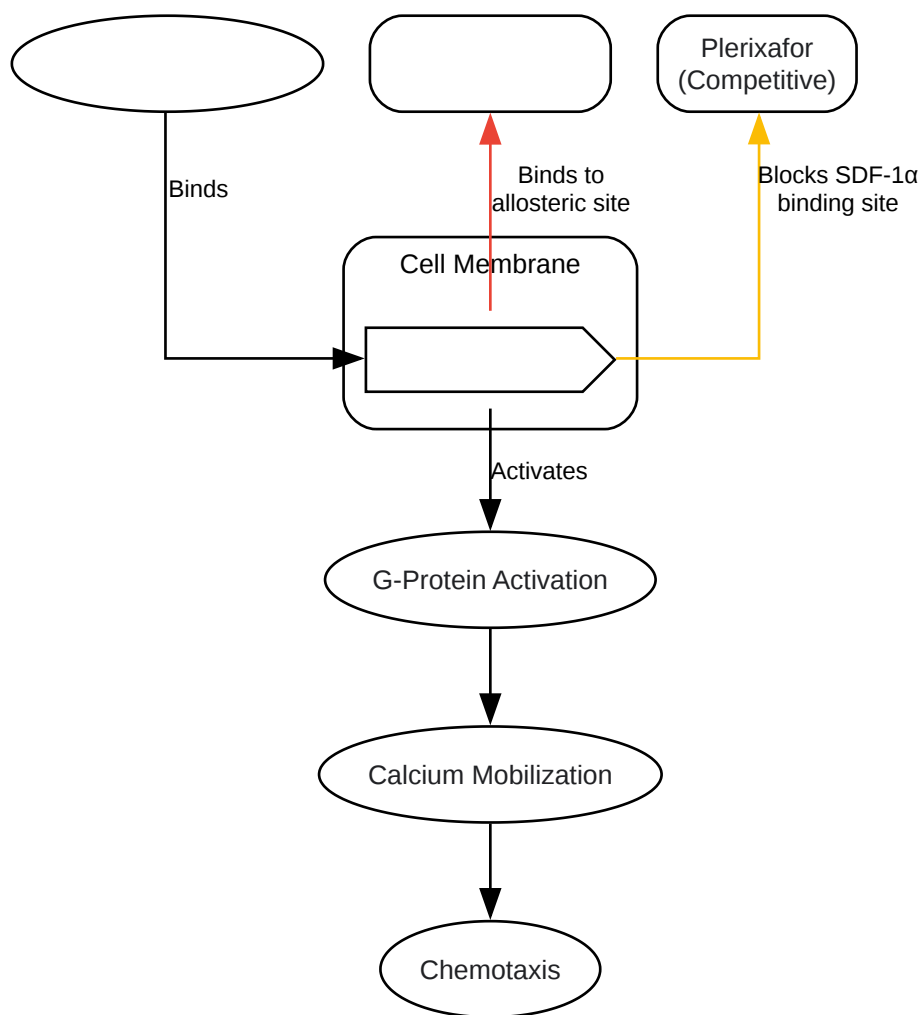 Plerixafor
(Competitive)
Binds
Binds to
allosteric site
Blocks SDF-1α
binding site
Cell Membrane
Activates
G-Protein Activation
Calcium Mobilization
Chemotaxis